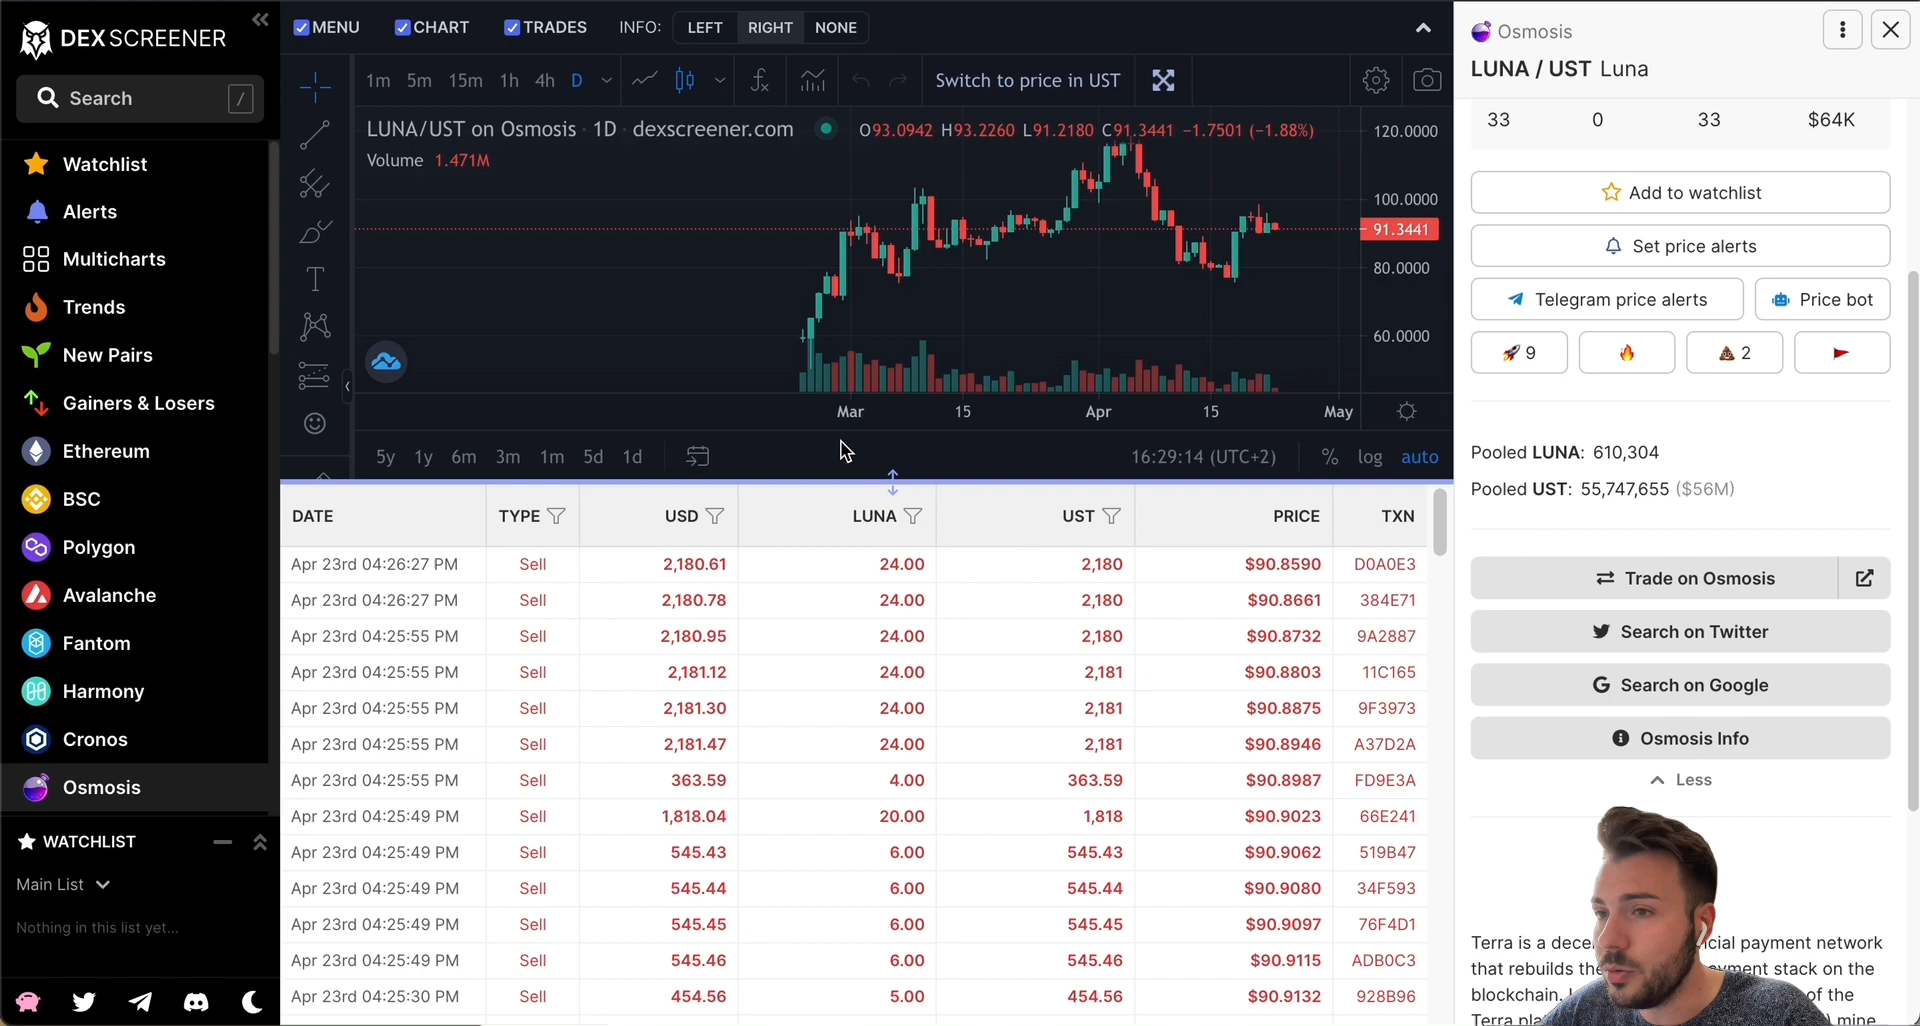 DEX SCREENER
Search /
Watchlist
Alerts
Multicharts
Trends
New Pairs
Gainers & Losers
Ethereum
BSC
Polygon
Avalanche
Fantom
Harmony
Cronos
Osmosis
WATCHLIST
Main List
Nothing in this list yet...
MENU CHART TRADES INFO: LEFT RIGHT NONE
1m 5m 15m 1h 4h D Switch to price in UST
LUNA/UST on Osmosis · 1D · dexscreener.com O93.0942 H93.2260 L91.2180 C91.3441 −1.7501 (−1.88%)
Volume 1.471M
120.0000
100.0000
91.3441
80.0000
60.0000
Mar 15 Apr 15 May
5y 1y 6m 3m 1m 5d 1d 16:29:14 (UTC+2) % log auto
DATE TYPE USD LUNA UST PRICE TXN
Apr 23rd 04:26:27 PM Sell 2,180.61 24.00 2,180 $90.8590 D0A0E3
Apr 23rd 04:26:27 PM Sell 2,180.78 24.00 2,180 $90.8661 384E71
Apr 23rd 04:25:55 PM Sell 2,180.95 24.00 2,180 $90.8732 9A2887
Apr 23rd 04:25:55 PM Sell 2,181.12 24.00 2,181 $90.8803 11C165
Apr 23rd 04:25:55 PM Sell 2,181.30 24.00 2,181 $90.8875 9F3973
Apr 23rd 04:25:55 PM Sell 2,181.47 24.00 2,181 $90.8946 A37D2A
Apr 23rd 04:25:55 PM Sell 363.59 4.00 363.59 $90.8987 FD9E3A
Apr 23rd 04:25:49 PM Sell 1,818.04 20.00 1,818 $90.9023 66E241
Apr 23rd 04:25:49 PM Sell 545.43 6.00 545.43 $90.9062 519B47
Apr 23rd 04:25:49 PM Sell 545.44 6.00 545.44 $90.9080 34F593
Apr 23rd 04:25:49 PM Sell 545.45 6.00 545.45 $90.9097 76F4D1
Apr 23rd 04:25:49 PM Sell 545.46 6.00 545.46 $90.9115 ADB0C3
Apr 23rd 04:25:30 PM Sell 454.56 5.00 454.56 $90.9132 928B96
Osmosis
LUNA / UST Luna
33 0 33 $64K
Add to watchlist
Set price alerts
Telegram price alerts Price bot
9 2
Pooled LUNA: 610,304
Pooled UST: 55,747,655 ($56M)
Trade on Osmosis
Search on Twitter
Search on Google
Osmosis Info
Less
Terra is a payment network
that rebuilds stack on the
blockchain. of the
Terra mine